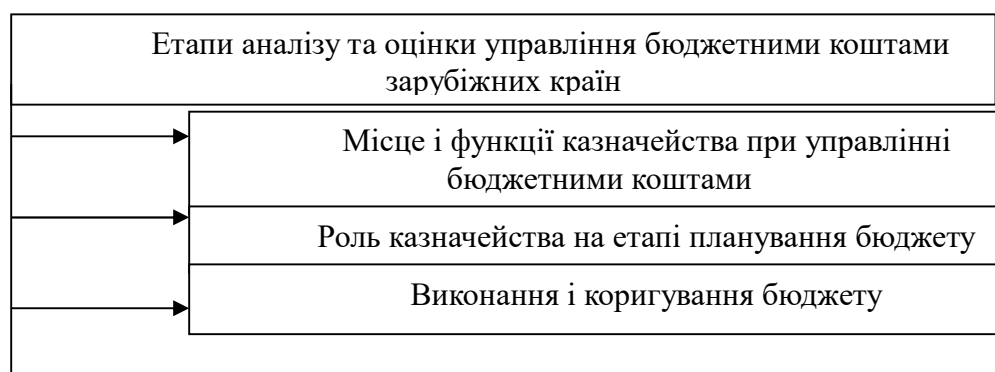 Етапи аналізу та оцінки управління бюджетними коштами
зарубіжних країн
Місце і функції казначейства при управлінні
бюджетними коштами
Роль казначейства на етапі планування бюджету
Виконання і коригування бюджету